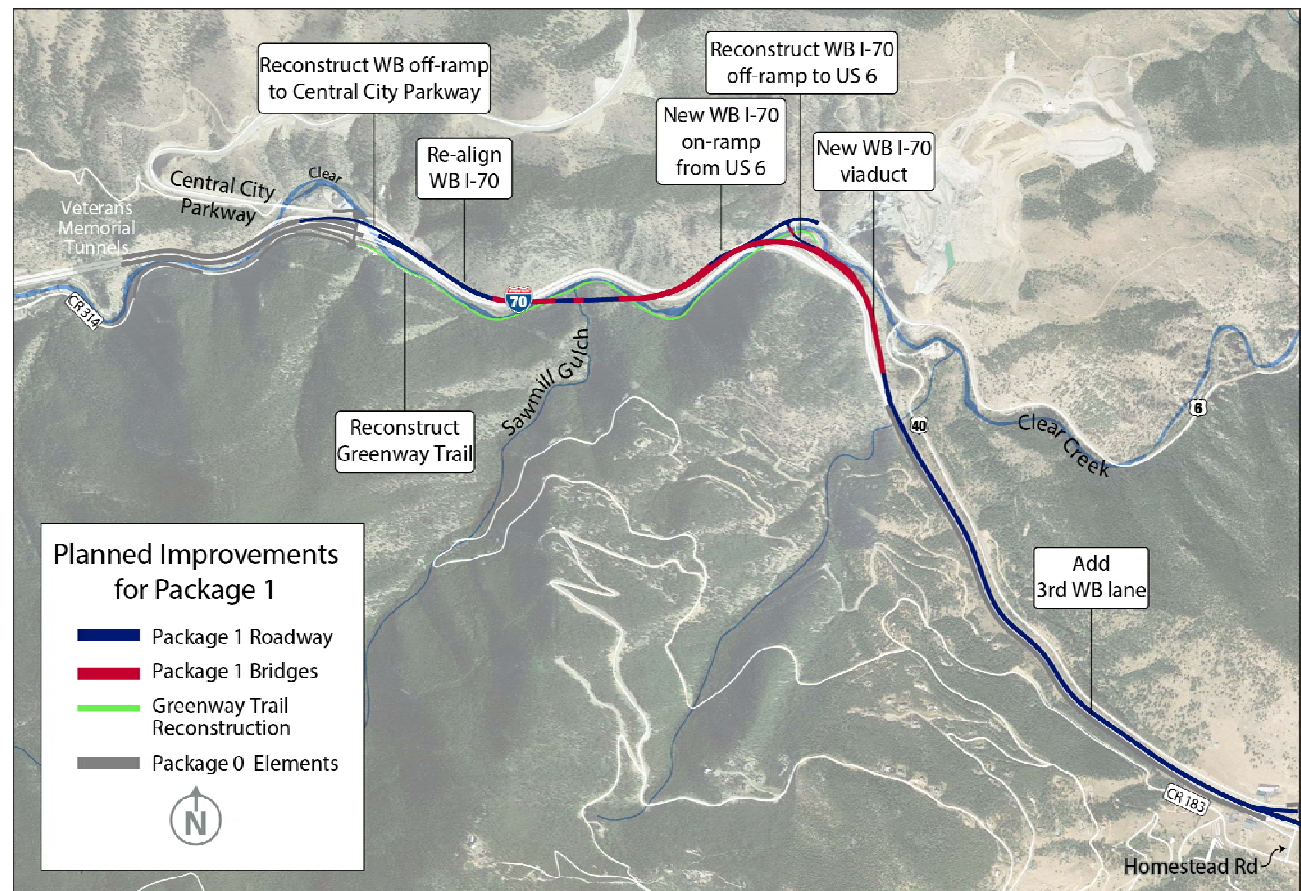 Reconstruct WB off-ramp
to Central City Parkway
Reconstruct WB I-70
off-ramp to US 6
New WB I-70
on-ramp
from US 6
New WB I-70
viaduct
Re-align
WB I-70
Clear
Central City
Parkway
Veterans
Memorial
Tunnels
CR 314
70
Sawmill Gulch
Reconstruct
Greenway Trail
6
40
Clear Creek
Add
3rd WB lane
CR 183
Homestead Rd
Planned Improvements
for Package 1
Package 1 Roadway
Package 1 Bridges
Greenway Trail
Reconstruction
Package 0 Elements
N